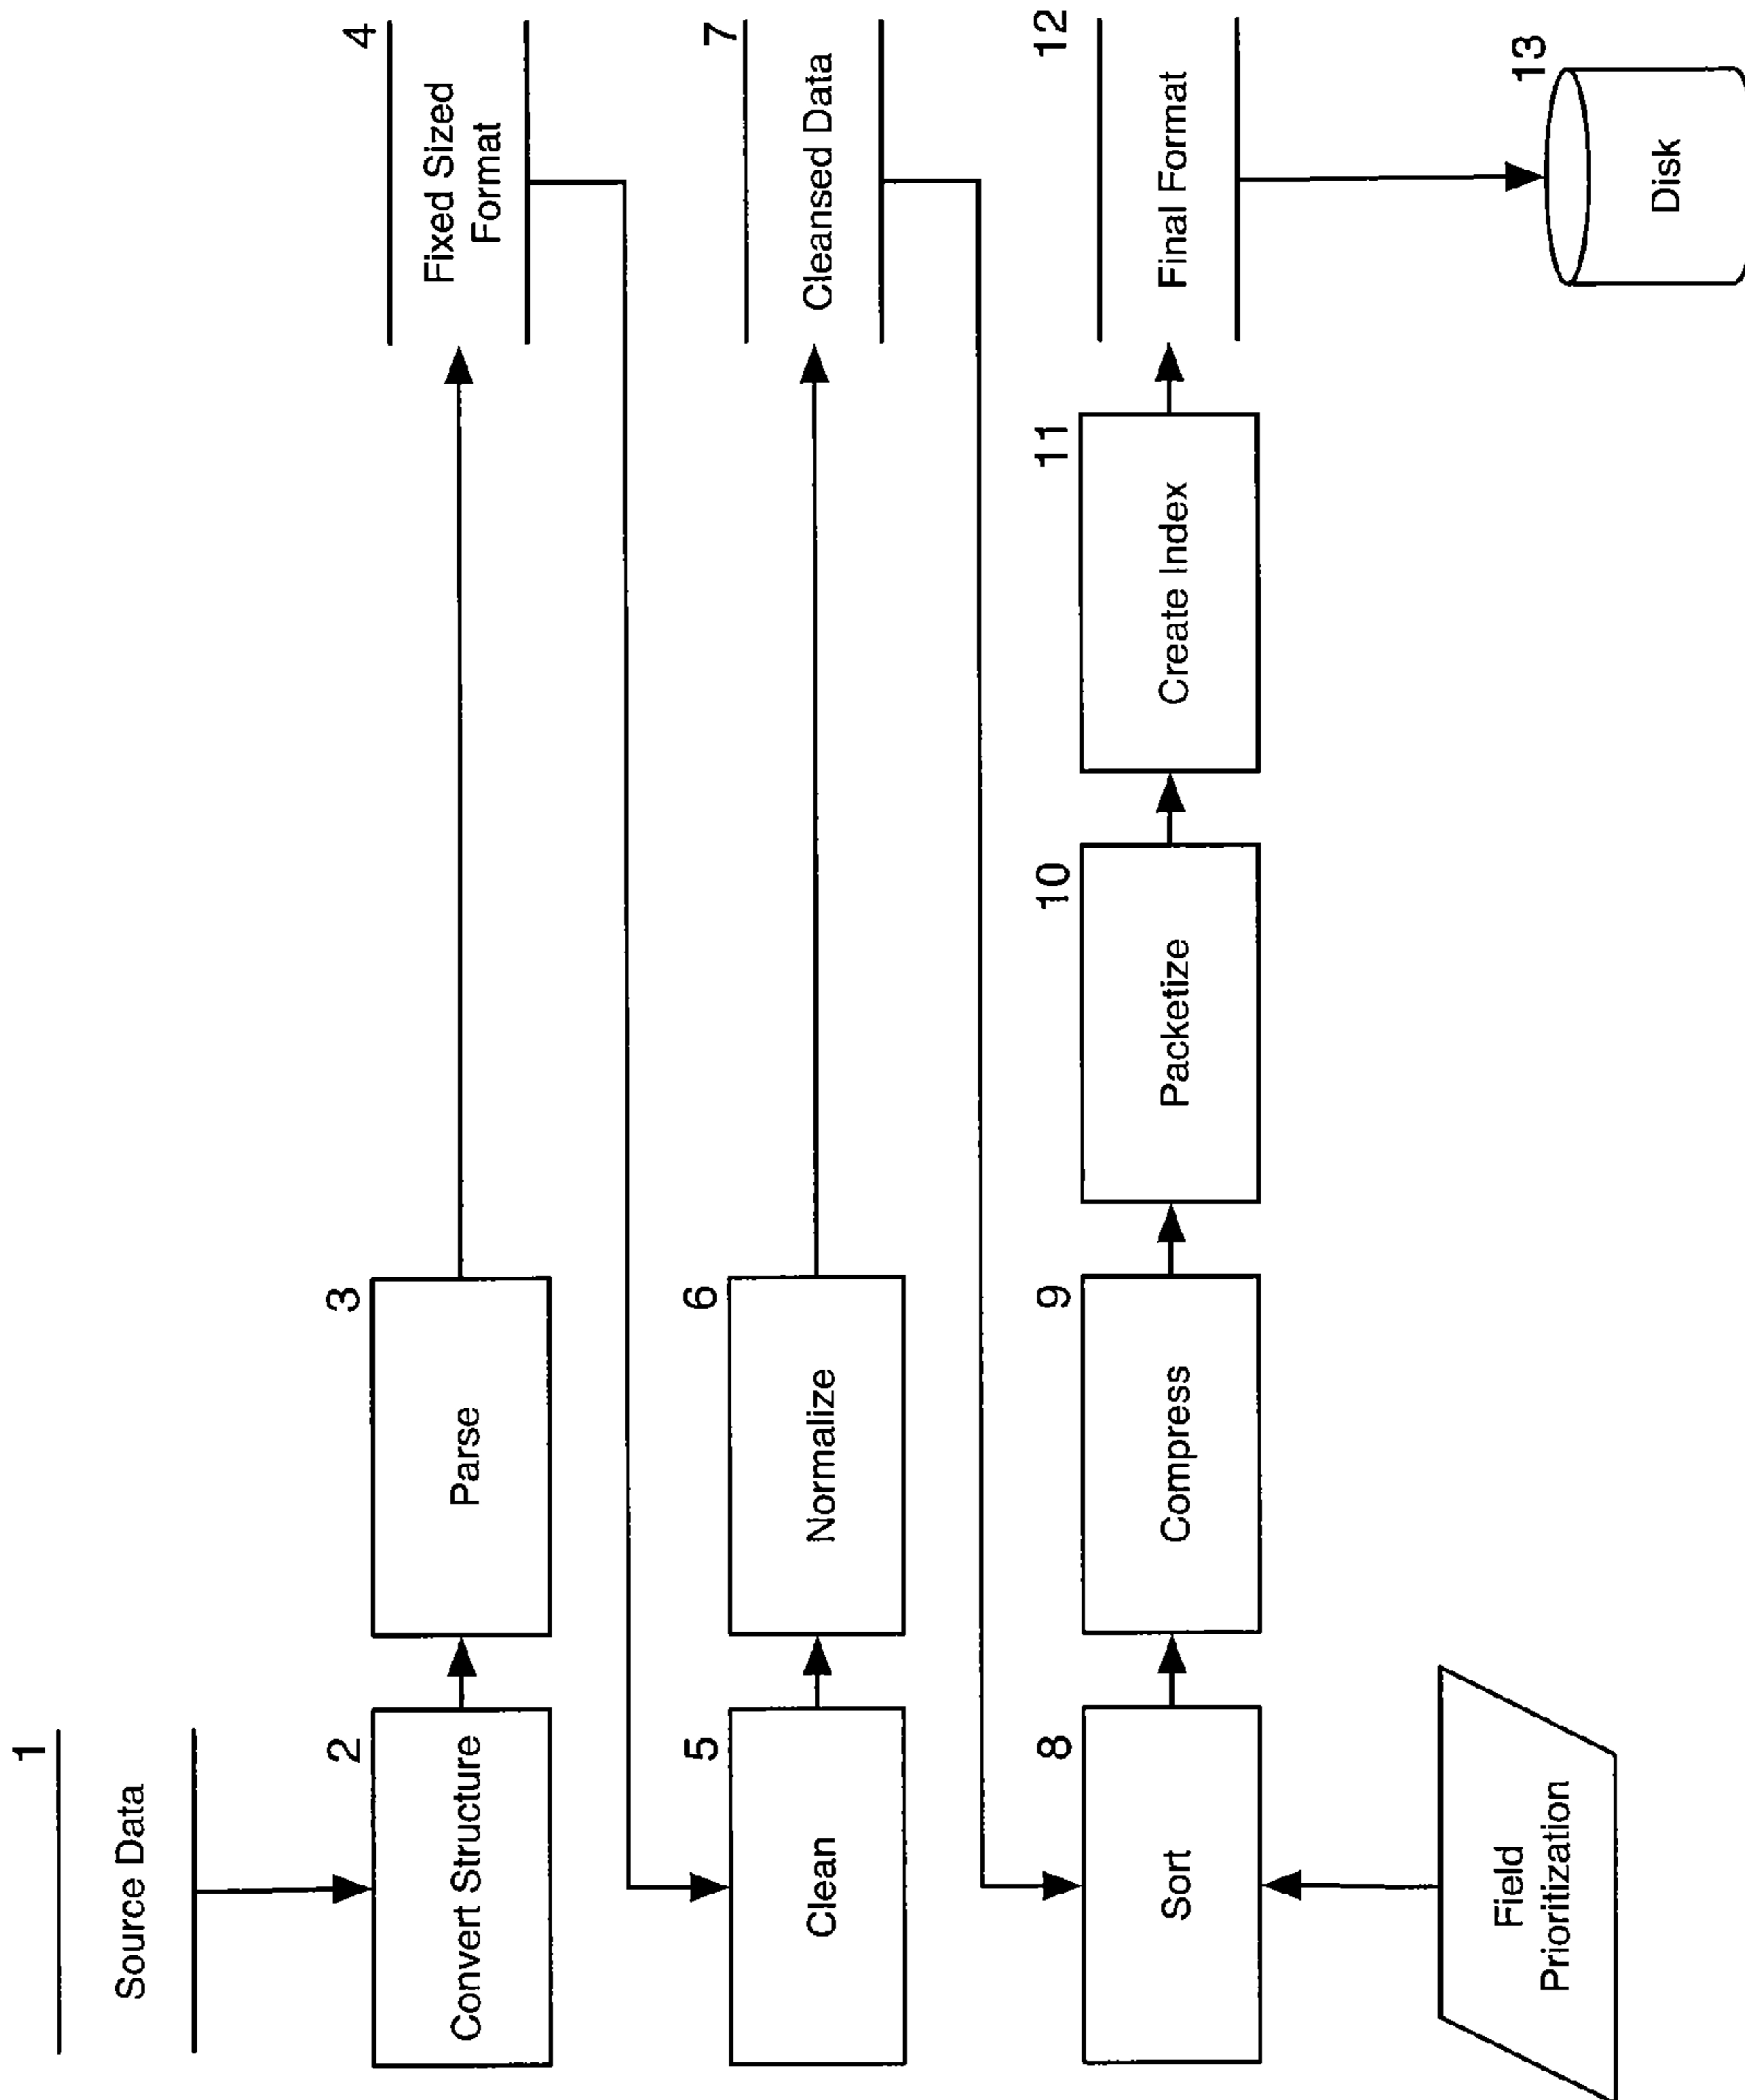 1
Source Data
2
Convert Structure
3
Parse
4
Fixed Sized
Format
5
Clean
6
Normalize
7
Cleansed Data
8
Sort
9
Compress
10
Packetize
11
Create Index
12
Final Format
Field
Prioritization
13
Disk